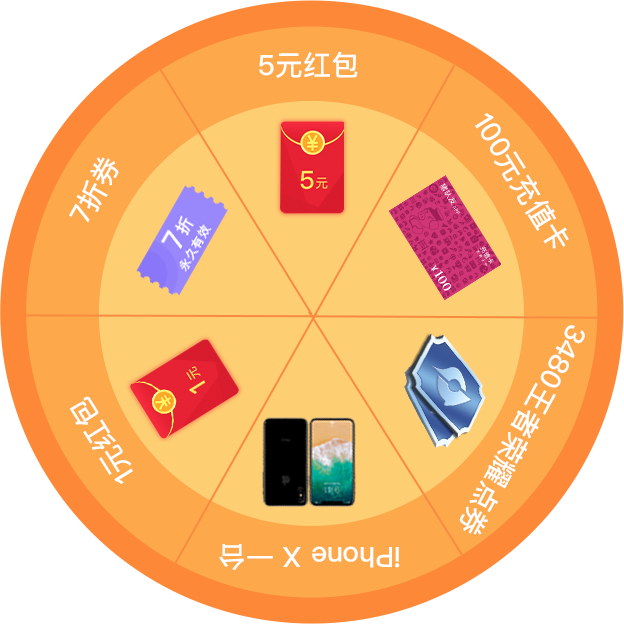 5元红包
¥
5元
100元充值卡
¥100
3480王者荣耀点券
iPhone X 一台
1元红包
1元
7折券
7折
永久有效